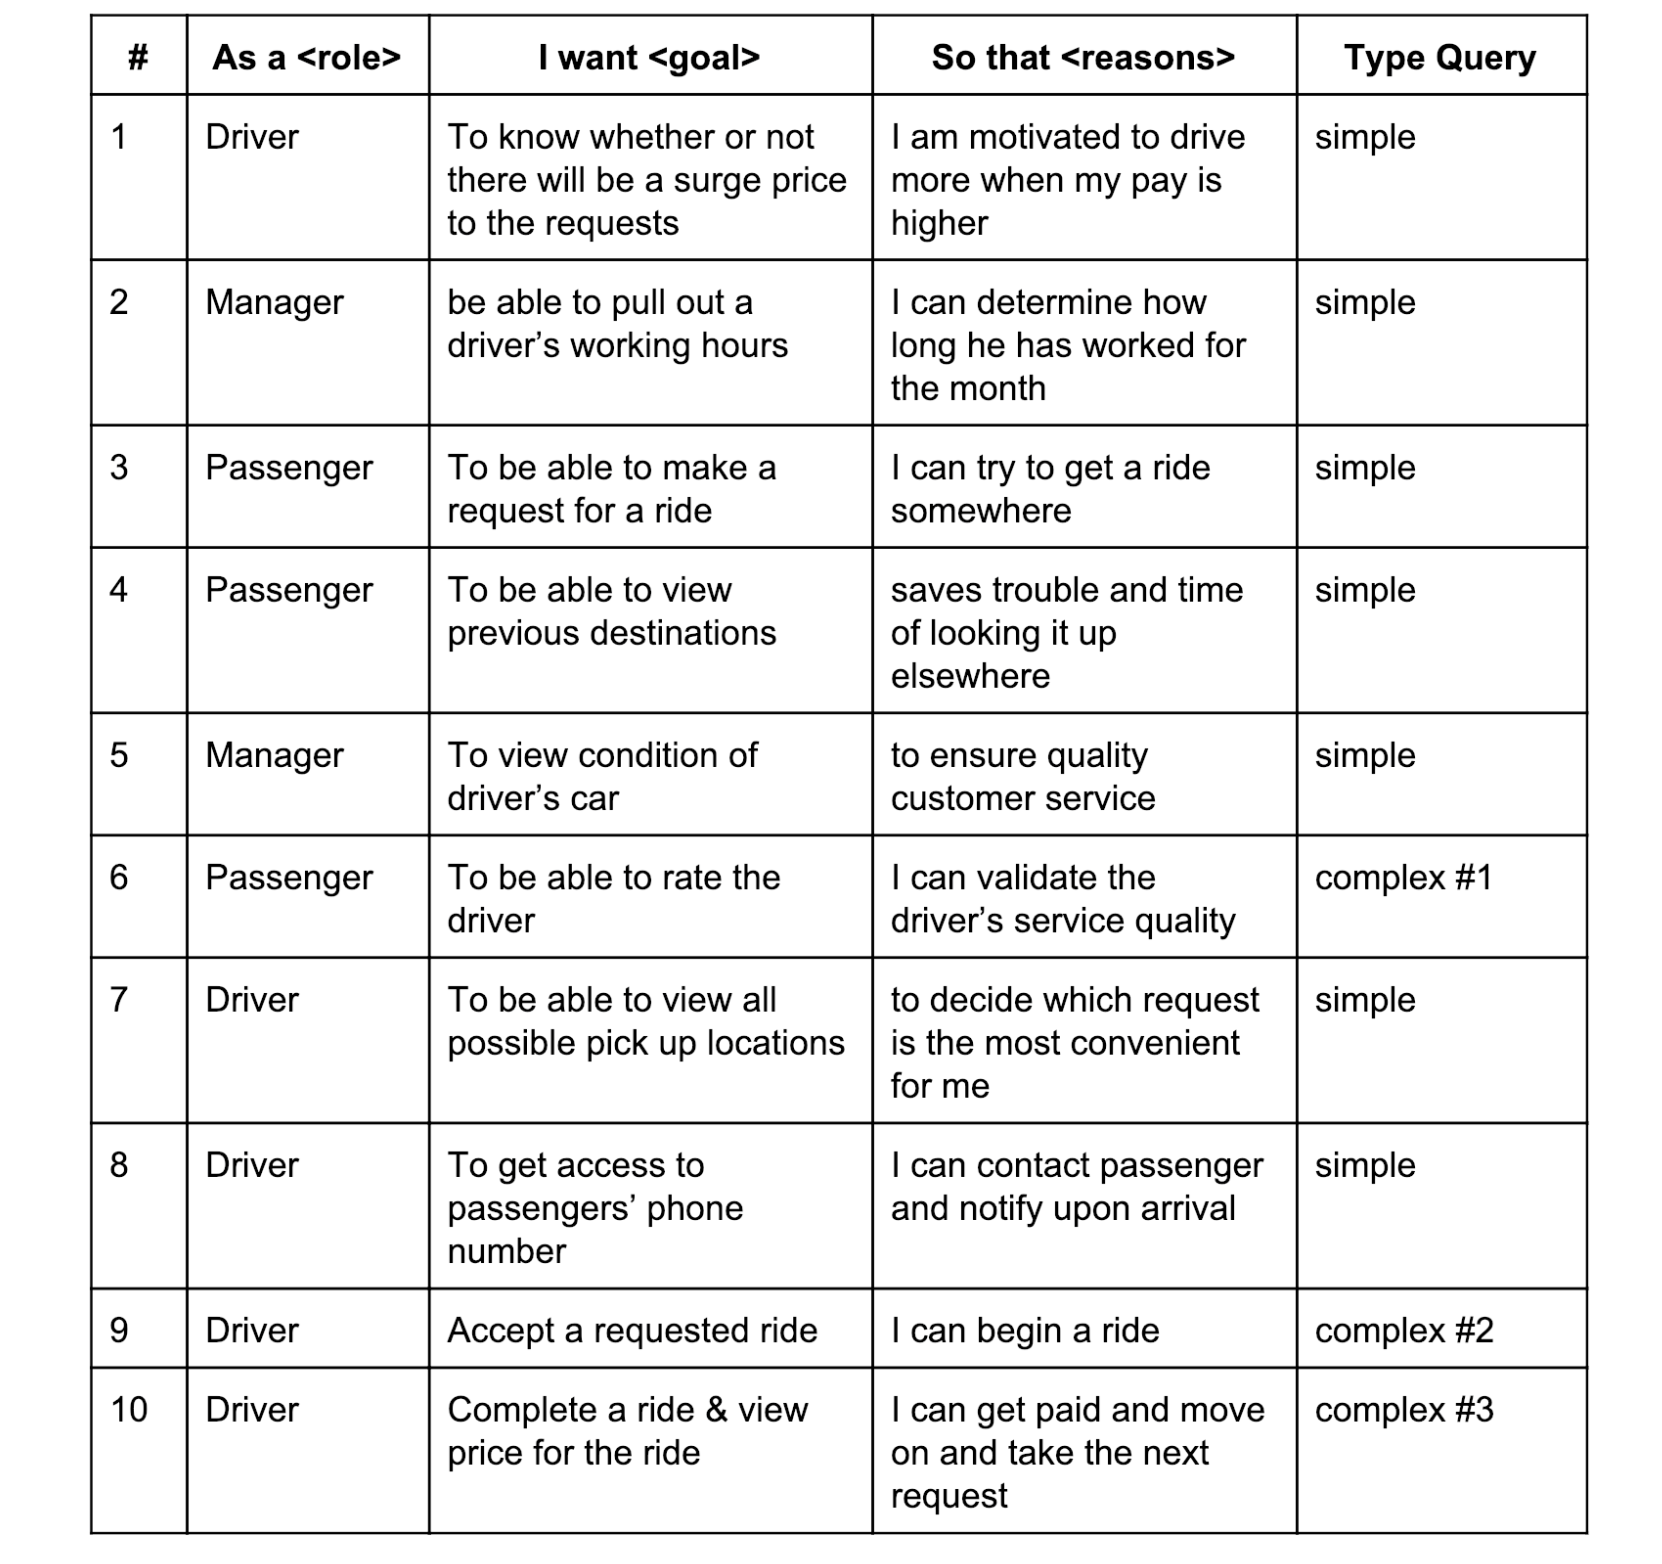 # As a <role> I want <goal> So that <reasons> Type Query
1 Driver To know whether or not I am motivated to drive simple
there will be a surge price more when my pay is
to the requests higher
2 Manager be able to pull out a I can determine how simple
driver’s working hours long he has worked for
the month
3 Passenger To be able to make a I can try to get a ride simple
request for a ride somewhere
4 Passenger To be able to view saves trouble and time simple
previous destinations of looking it up
elsewhere
5 Manager To view condition of to ensure quality simple
driver’s car customer service
6 Passenger To be able to rate the I can validate the complex #1
driver driver’s service quality
7 Driver To be able to view all to decide which request simple
possible pick up locations is the most convenient
for me
8 Driver To get access to I can contact passenger simple
passengers’ phone and notify upon arrival
number
9 Driver Accept a requested ride I can begin a ride complex #2
10 Driver Complete a ride & view I can get paid and move complex #3
price for the ride on and take the next
request